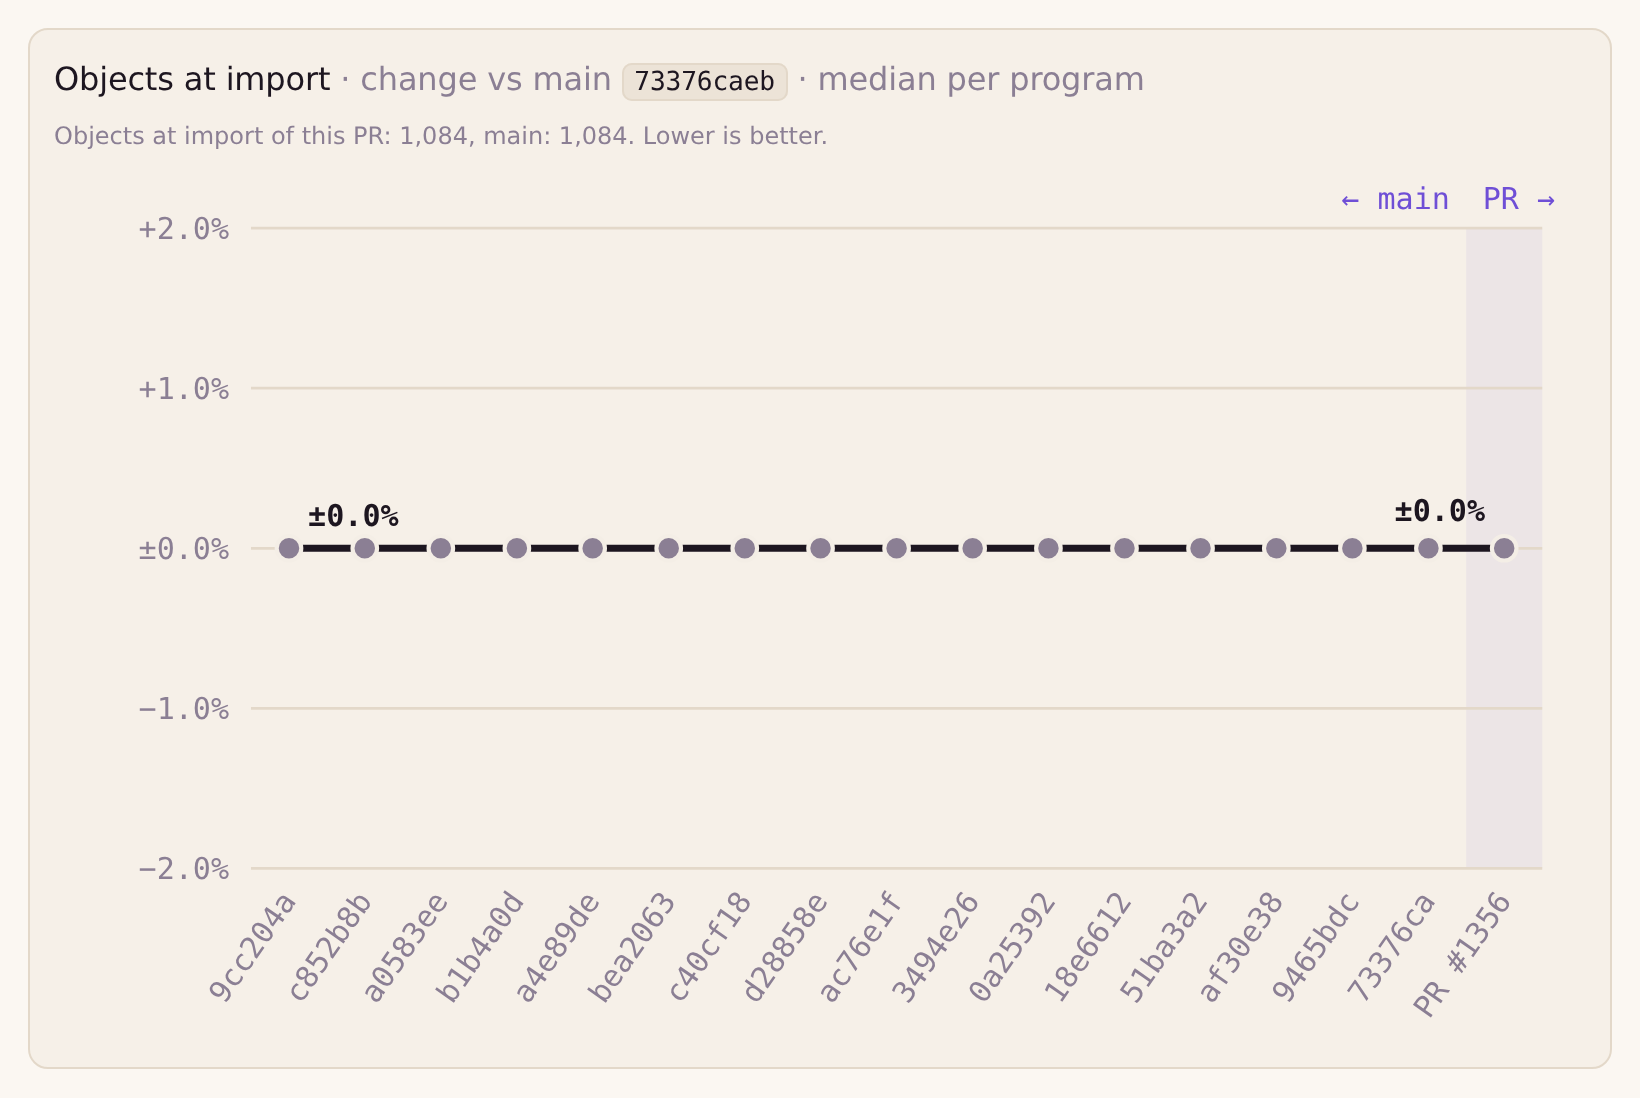 Objects at import · change vs main 73376caeb · median per program
Objects at import of this PR: 1,084, main: 1,084. Lower is better.
← main PR →
+2.0%
+1.0%
±0.0%
−1.0%
−2.0%
±0.0%
±0.0%
9cc204a
c852b8b
a0583ee
b1b4a0d
a4e89de
bea2063
c40cf18
d28858e
ac76e1f
3494e26
0a25392
18e6612
51ba3a2
af30e38
9465bdc
73376ca
PR #1356